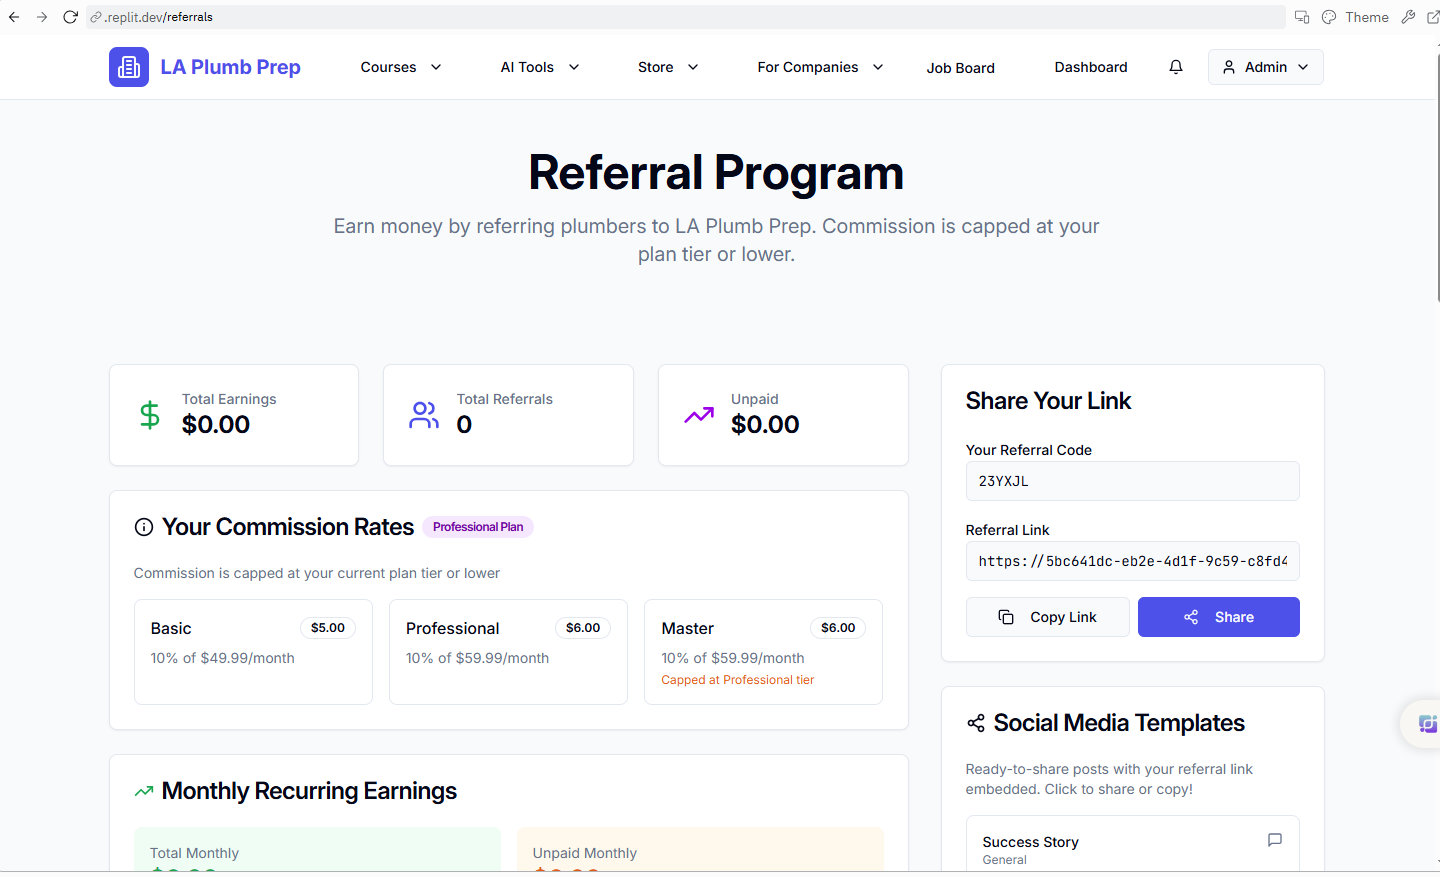 .replit.dev/referrals
Theme
LA Plumb Prep
Courses
AI Tools
Store
For Companies
Job Board
Dashboard
Admin
Referral Program
Earn money by referring plumbers to LA Plumb Prep. Commission is capped at your
plan tier or lower.
Total Earnings
$0.00
Total Referrals
0
Unpaid
$0.00
Your Commission Rates
Professional Plan
Commission is capped at your current plan tier or lower
Basic
$5.00
10% of $49.99/month
Professional
$6.00
10% of $59.99/month
Master
$6.00
10% of $59.99/month
Capped at Professional tier
Monthly Recurring Earnings
Total Monthly
Unpaid Monthly
Share Your Link
Your Referral Code
23YXJL
Referral Link
https://5bc641dc-eb2e-4d1f-9c59-c8fd4
Copy Link
Share
Social Media Templates
Ready-to-share posts with your referral link
embedded. Click to share or copy!
Success Story
General